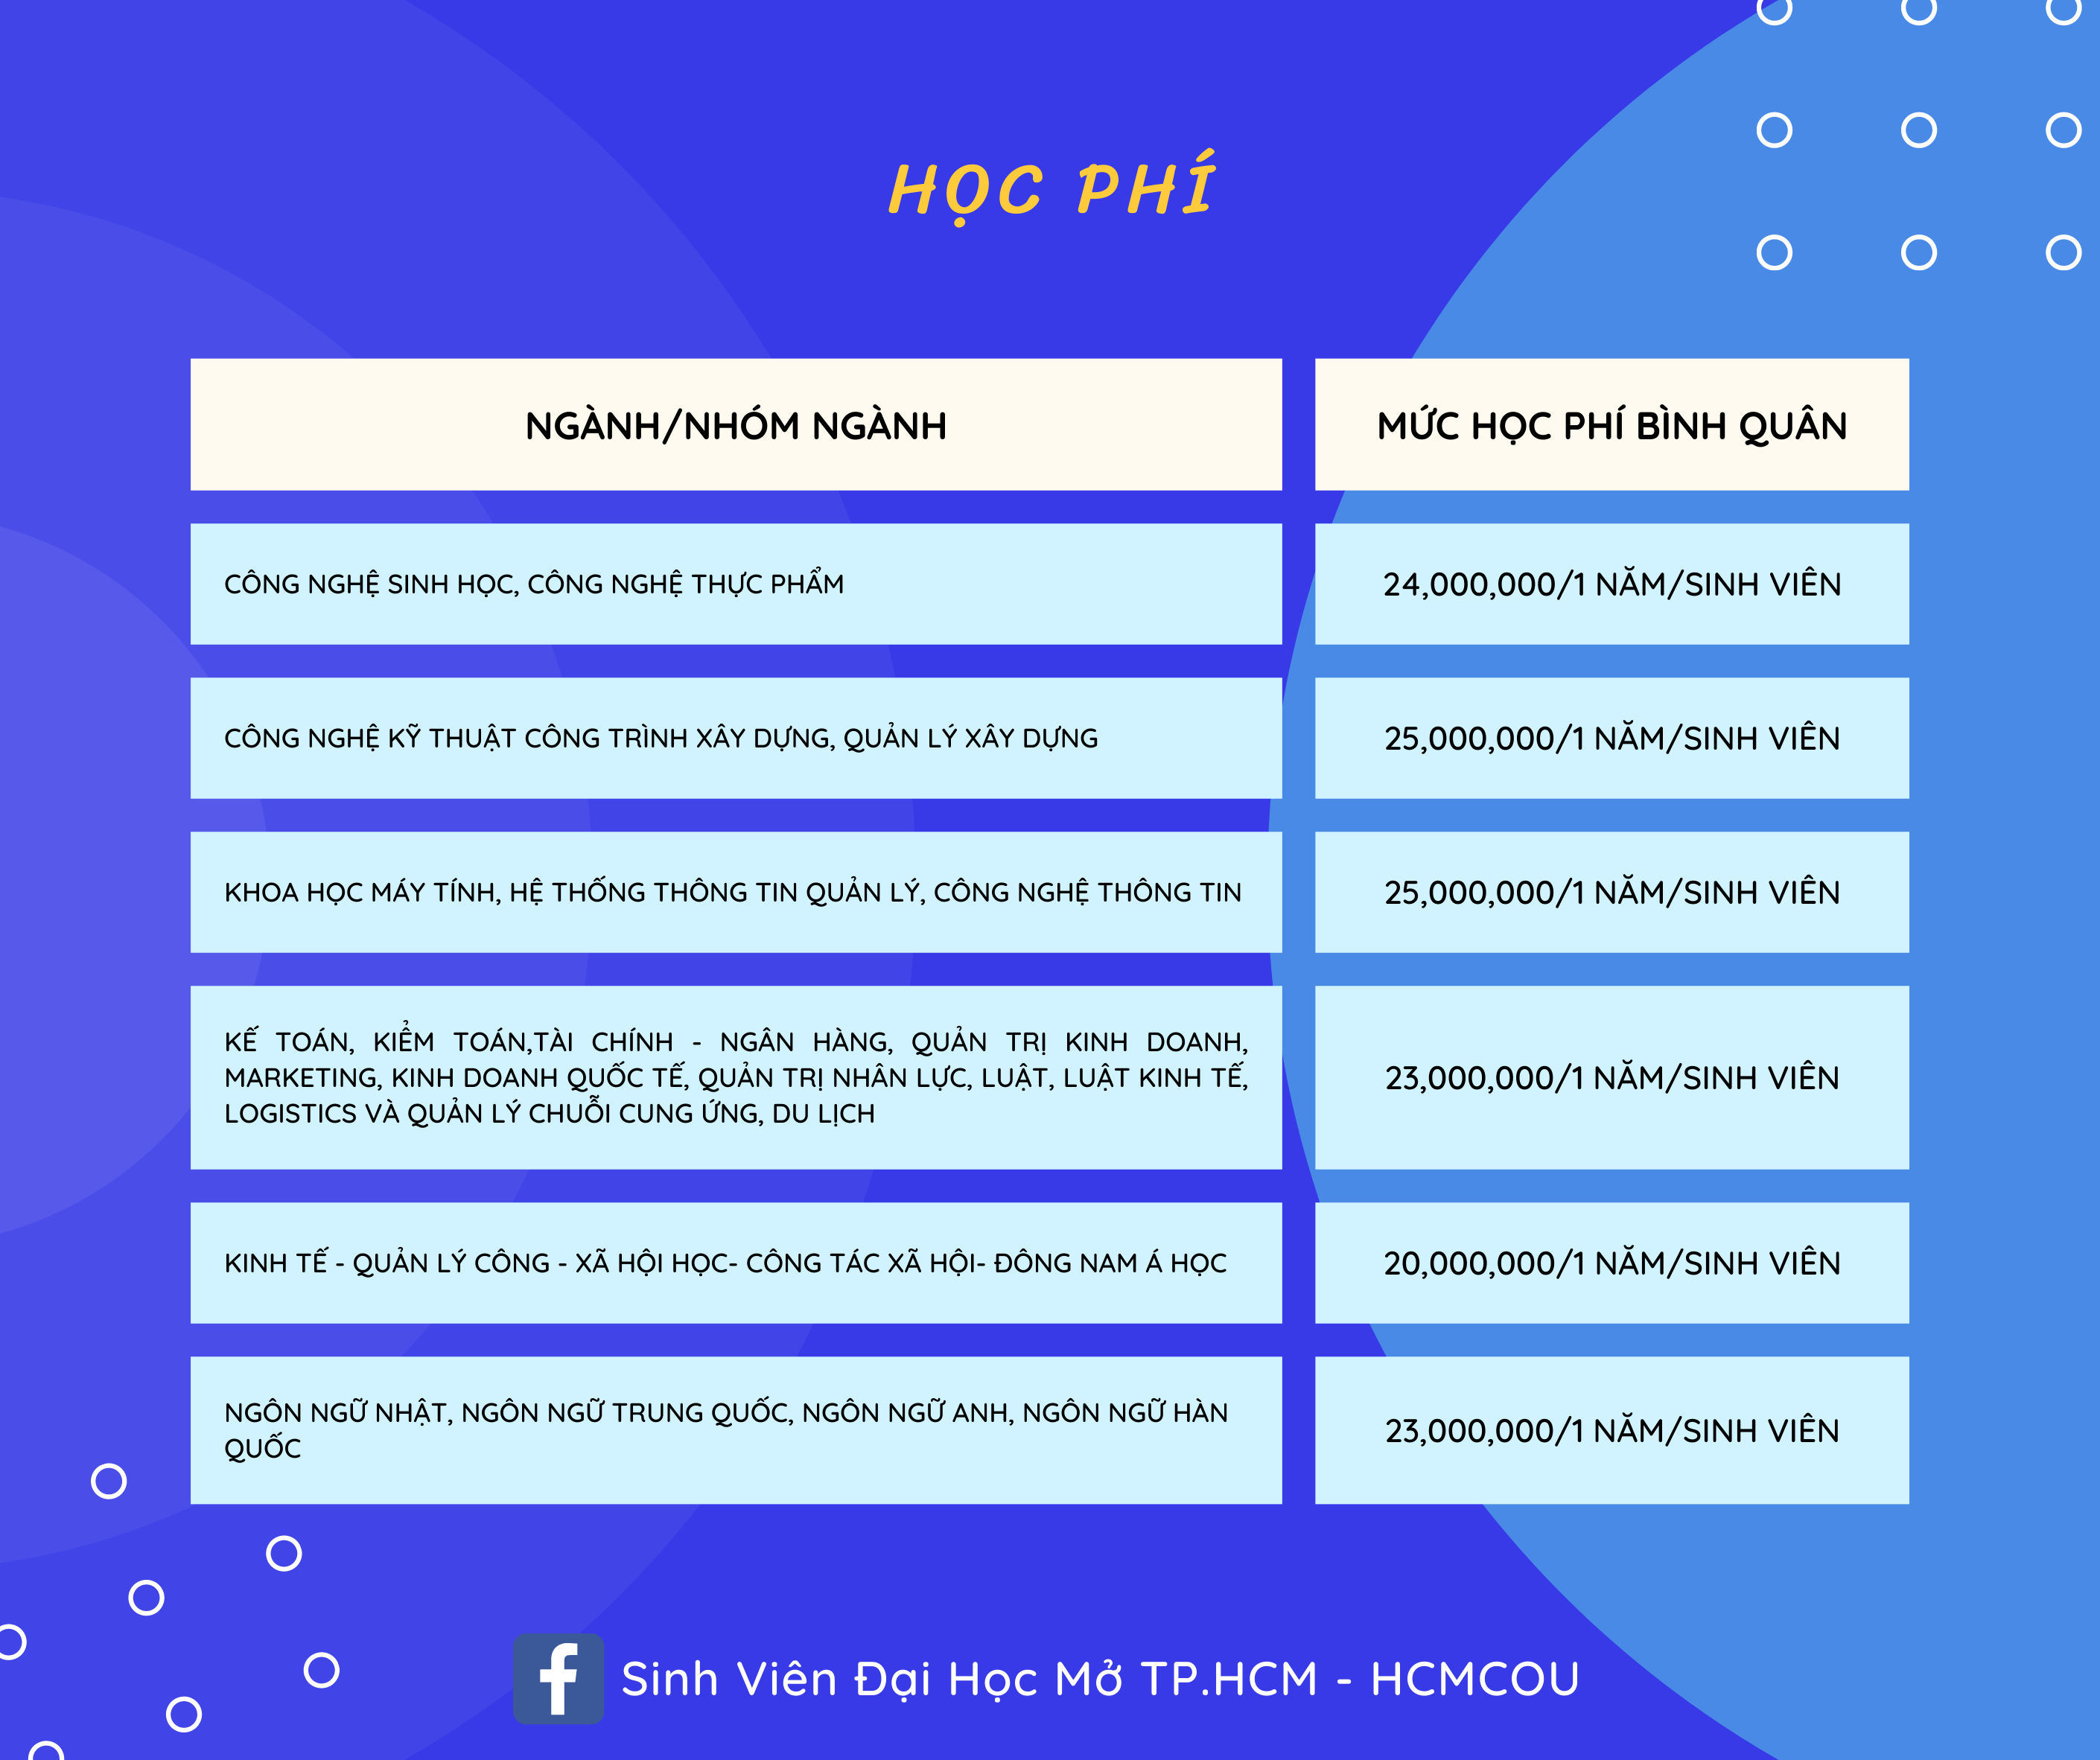 HỌC PHÍ
NGÀNH/NHÓM NGÀNH
MỨC HỌC PHÍ BÌNH QUÂN
CÔNG NGHỆ SINH HỌC, CÔNG NGHỆ THỰC PHẨM
24,000,000/1 NĂM/SINH VIÊN
CÔNG NGHỆ KỸ THUẬT CÔNG TRÌNH XÂY DỰNG, QUẢN LÝ XÂY DỰNG
25,000,000/1 NĂM/SINH VIÊN
KHOA HỌC MÁY TÍNH, HỆ THỐNG THÔNG TIN QUẢN LÝ, CÔNG NGHỆ THÔNG TIN
25,000,000/1 NĂM/SINH VIÊN
KẾ TOÁN, KIỂM TOÁN,TÀI CHÍNH - NGÂN HÀNG, QUẢN TRỊ KINH DOANH,
MARKETING, KINH DOANH QUỐC TẾ, QUẢN TRỊ NHÂN LỰC, LUẬT, LUẬT KINH TẾ,
LOGISTICS VÀ QUẢN LÝ CHUỖI CUNG ỨNG, DU LỊCH
23,000,000/1 NĂM/SINH VIÊN
KINH TẾ - QUẢN LÝ CÔNG - XÃ HỘI HỌC- CÔNG TÁC XÃ HỘI- ĐÔNG NAM Á HỌC
20,000,000/1 NĂM/SINH VIÊN
NGÔN NGỮ NHẬT, NGÔN NGỮ TRUNG QUỐC, NGÔN NGỮ ANH, NGÔN NGỮ HÀN
QUỐC
23,000,000/1 NĂM/SINH VIÊN
Sinh Viên Đại Học Mở TP.HCM - HCMCOU